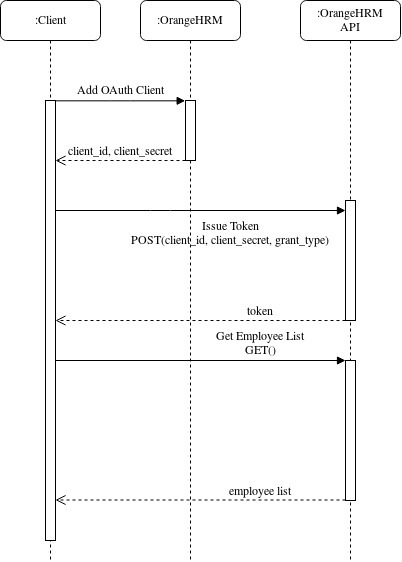 :Client
:OrangeHRM
:OrangeHRM
API
Add OAuth Client
client_id, client_secret
Issue Token
POST(client_id, client_secret, grant_type)
token
Get Employee List
GET()
employee list